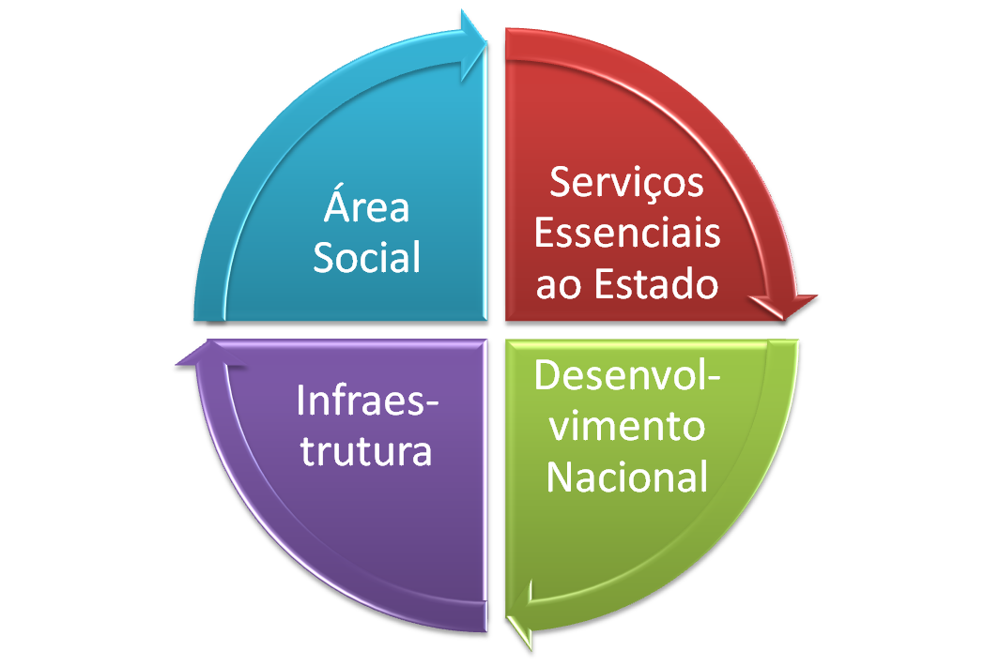 Área
Social
Serviços
Essenciais
ao Estado
Infraes-
trutura
Desenvol-
vimento
Nacional